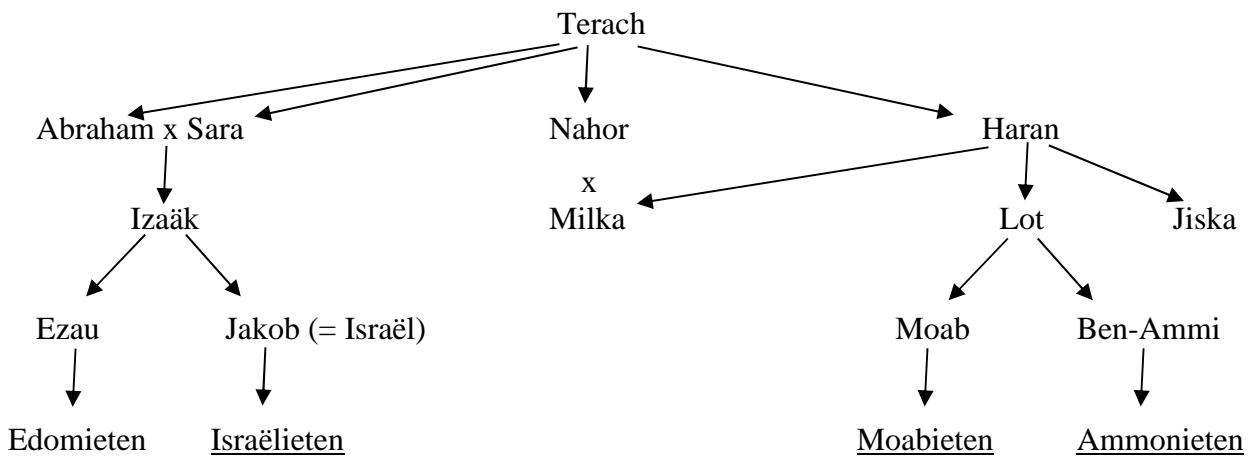 Terach
Abraham x Sara Nahor Haran
x
Izaäk Milka Lot Jiska
Ezau Jakob (= Israël) Moab Ben-Ammi
Edomieten Israëlieten Moabieten Ammonieten